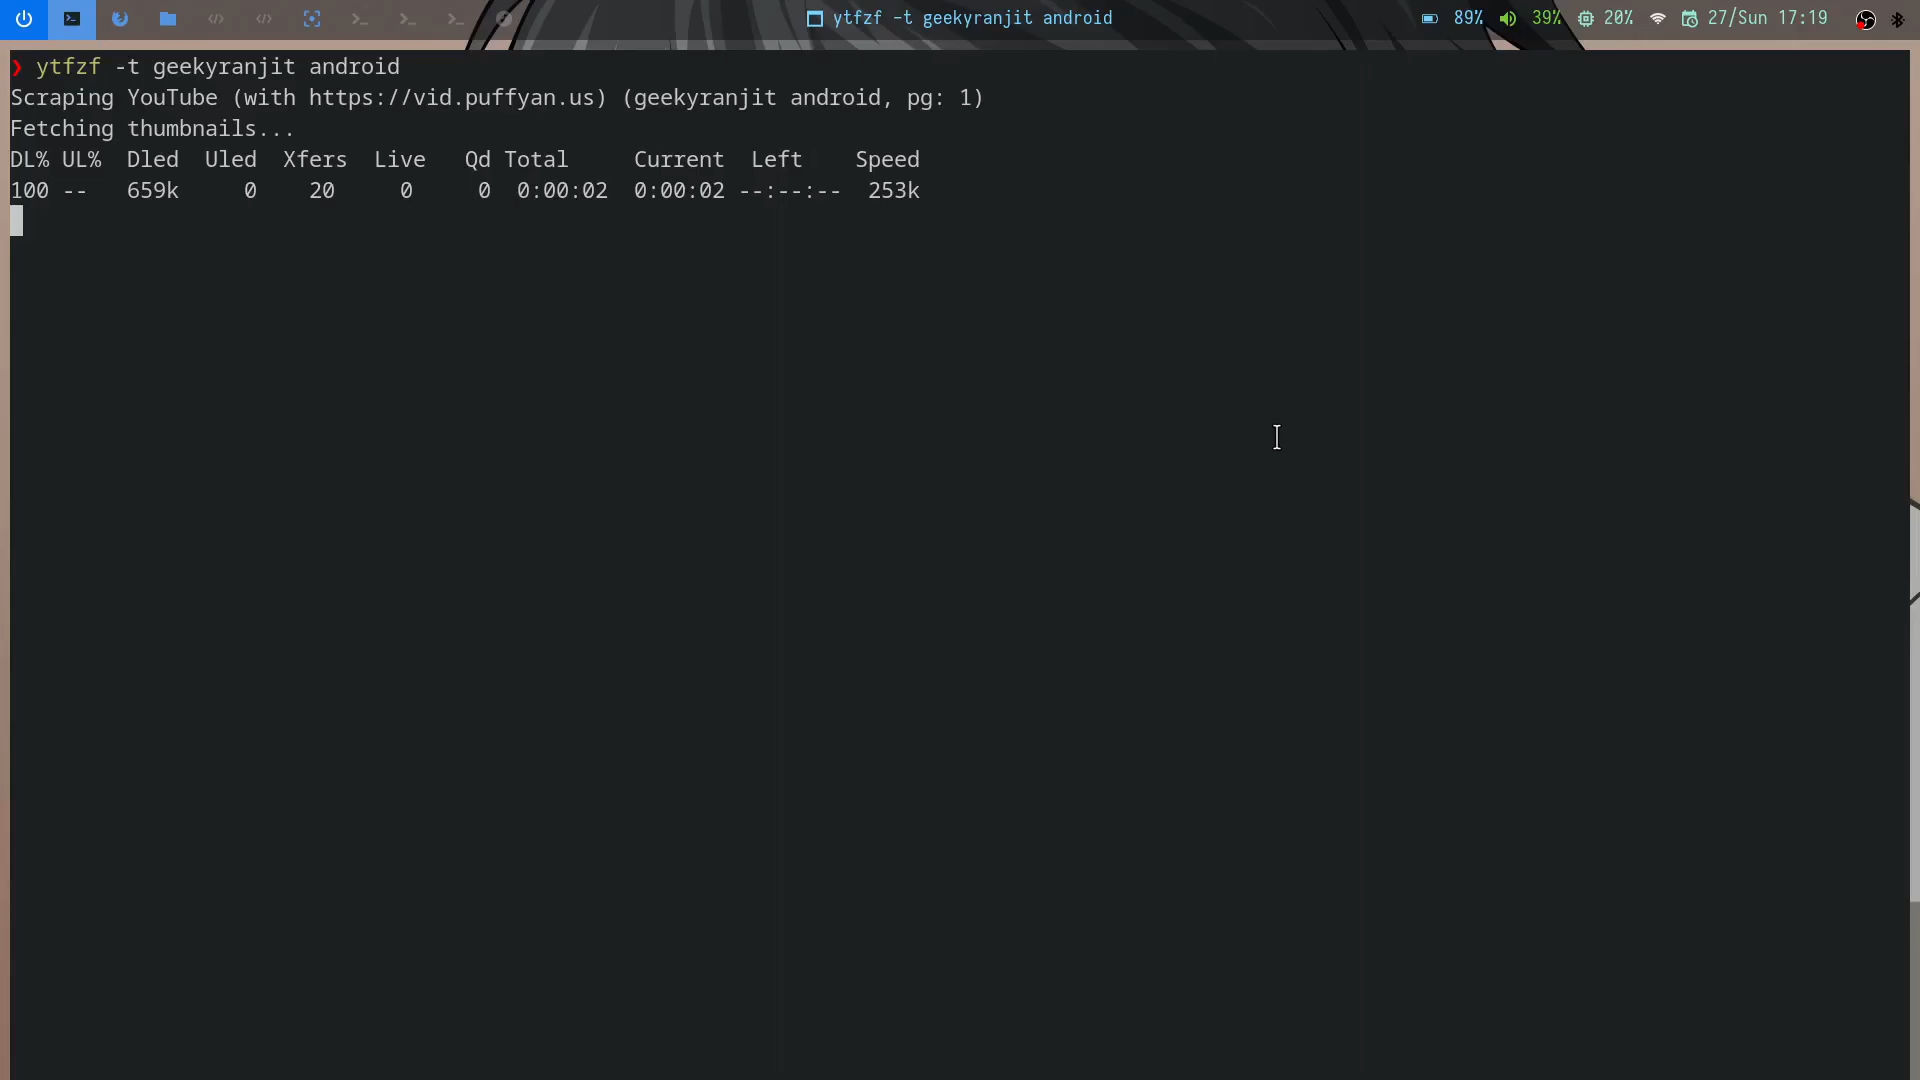 ytfzf -t geekyranjit android
89% 39% 20% 27/Sun 17:19
❯ ytfzf -t geekyranjit android
Scraping YouTube (with https://vid.puffyan.us) (geekyranjit android, pg: 1)
Fetching thumbnails...
DL% UL%  Dled  Uled  Xfers  Live   Qd Total     Current  Left    Speed
100 --   659k     0    20     0     0  0:00:02  0:00:02 --:--:--  253k